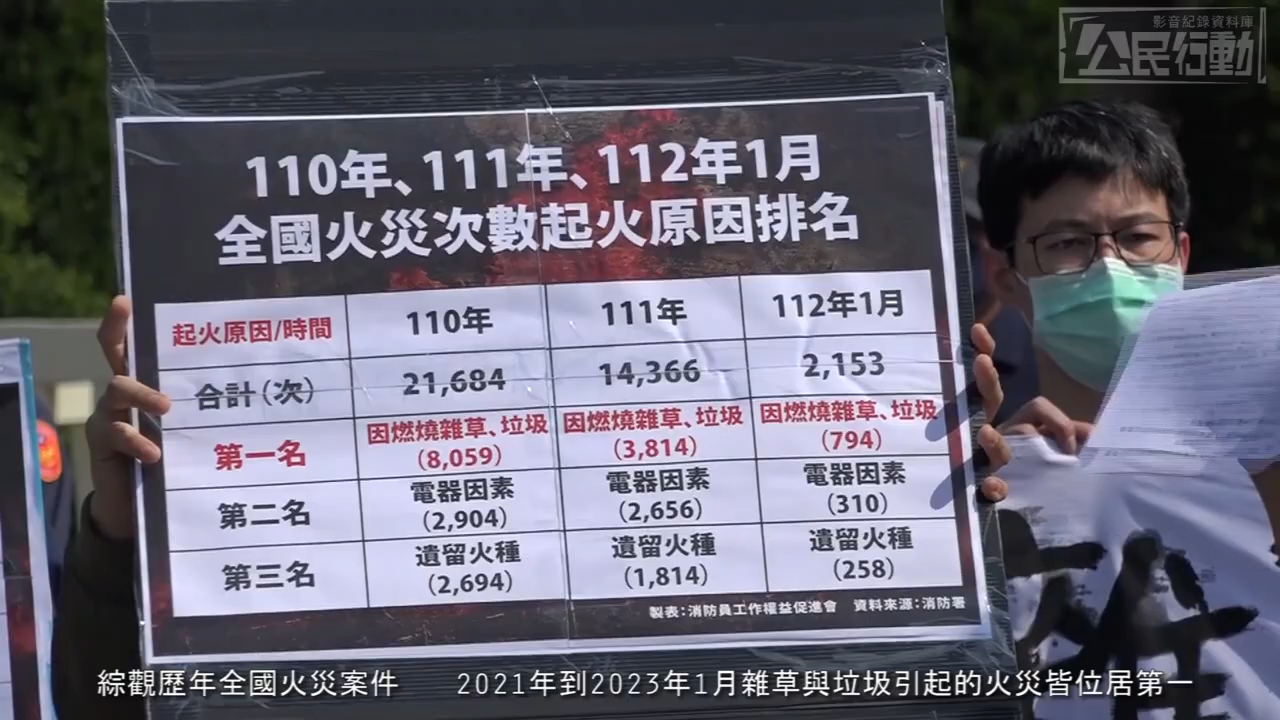 影音紀錄資料庫
公民行動
110年、111年、112年1月
全國火災次數起火原因排名
起火原因/時間 110年 111年 112年1月
合計(次) 21,684 14,366 2,153
第一名 因燃燒雜草、垃圾 因燃燒雜草、垃圾 因燃燒雜草、垃圾
(8,059) (3,814) (794)
第二名 電器因素 電器因素 電器因素
(2,904) (2,656) (310)
第三名 遺留火種 遺留火種 遺留火種
(2,694) (1,814) (258)
製表:消防員工作權益促進會 資料來源:消防署
綜觀歷年全國火災案件 2021年到2023年1月雜草與垃圾引起的火災皆位居第一